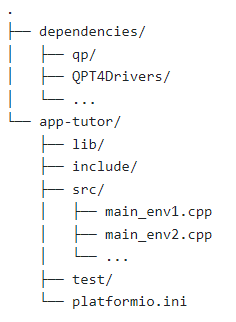 .
├── dependencies/
│   ├── qp/
│   ├── QPT4Drivers/
│   └── ...
└── app-tutor/
    ├── lib/
    ├── include/
    ├── src/
    │   ├── main_env1.cpp
    │   ├── main_env2.cpp
    │   └── ...
    ├── test/
    └── platformio.ini